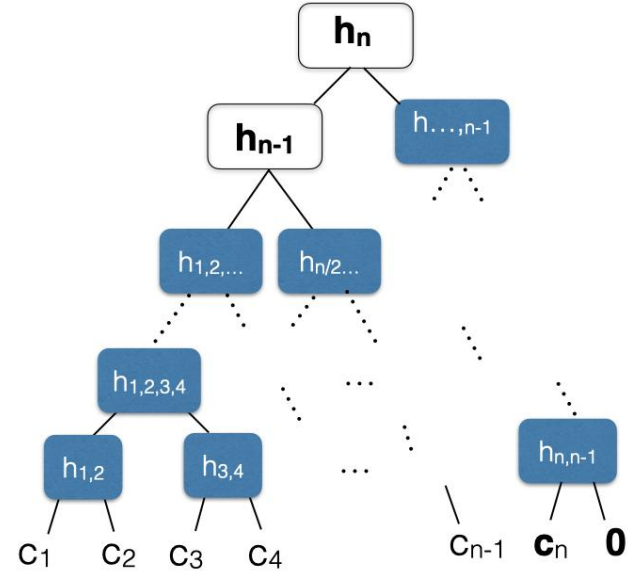 hn
hn-1
h...,n-1
h1,2,...
hn/2...
h1,2,3,4
...
h1,2
h3,4
...
hn,n-1
C1 C2 C3 C4 Cn-1 cn 0